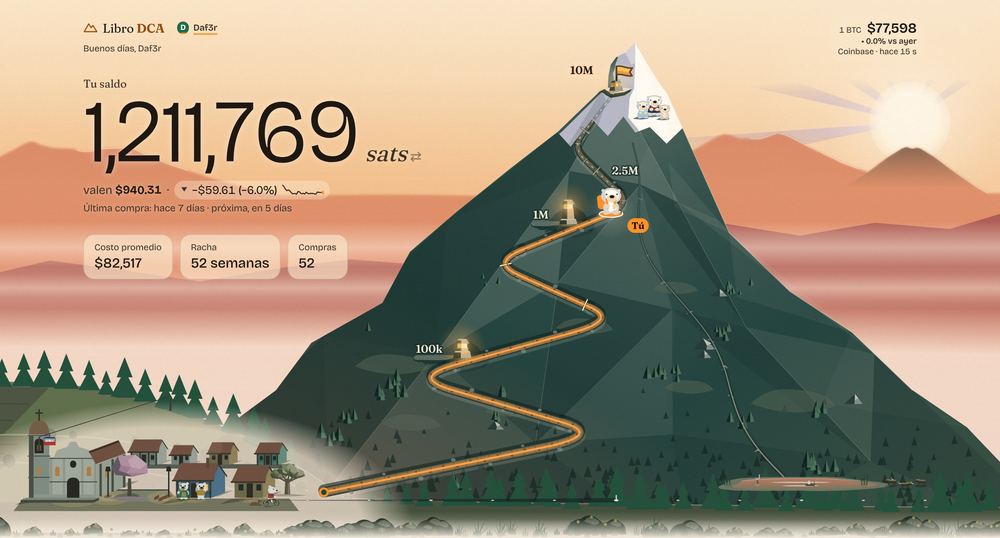 Libro DCA
D Daf3r
Buenos días, Daf3r
1 BTC $77,598
• 0.0% vs ayer
Coinbase · hace 15 s
Tu saldo
1,211,769 sats ⇄
valen $940.31 · ▼ −$59.61 (−6.0%)
Última compra: hace 7 días · próxima, en 5 días
Costo promedio
$82,517
Racha
52 semanas
Compras
52
10M
2.5M
1M
Tú
100k